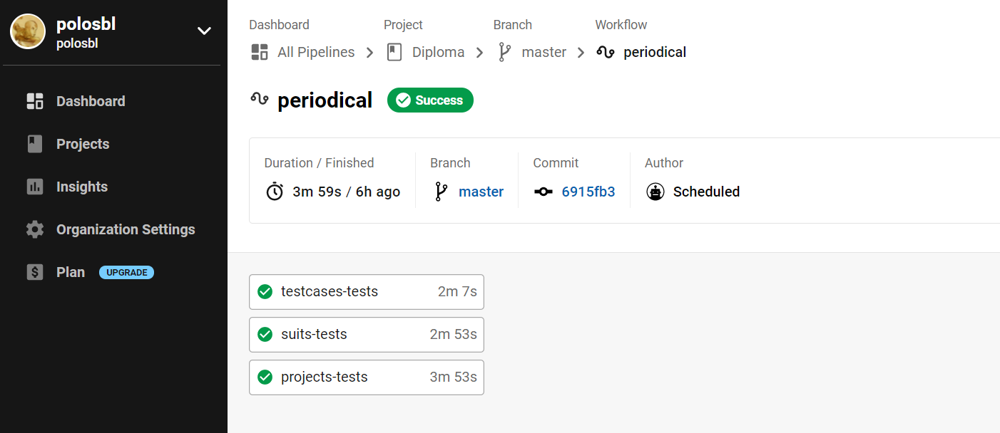 polosbl
polosbl
Dashboard
Projects
Insights
Organization Settings
Plan UPGRADE
Dashboard Project Branch Workflow
All Pipelines Diploma master periodical
periodical Success
Duration / Finished Branch Commit Author
3m 59s / 6h ago master 6915fb3 Scheduled
testcases-tests 2m 7s
suits-tests 2m 53s
projects-tests 3m 53s